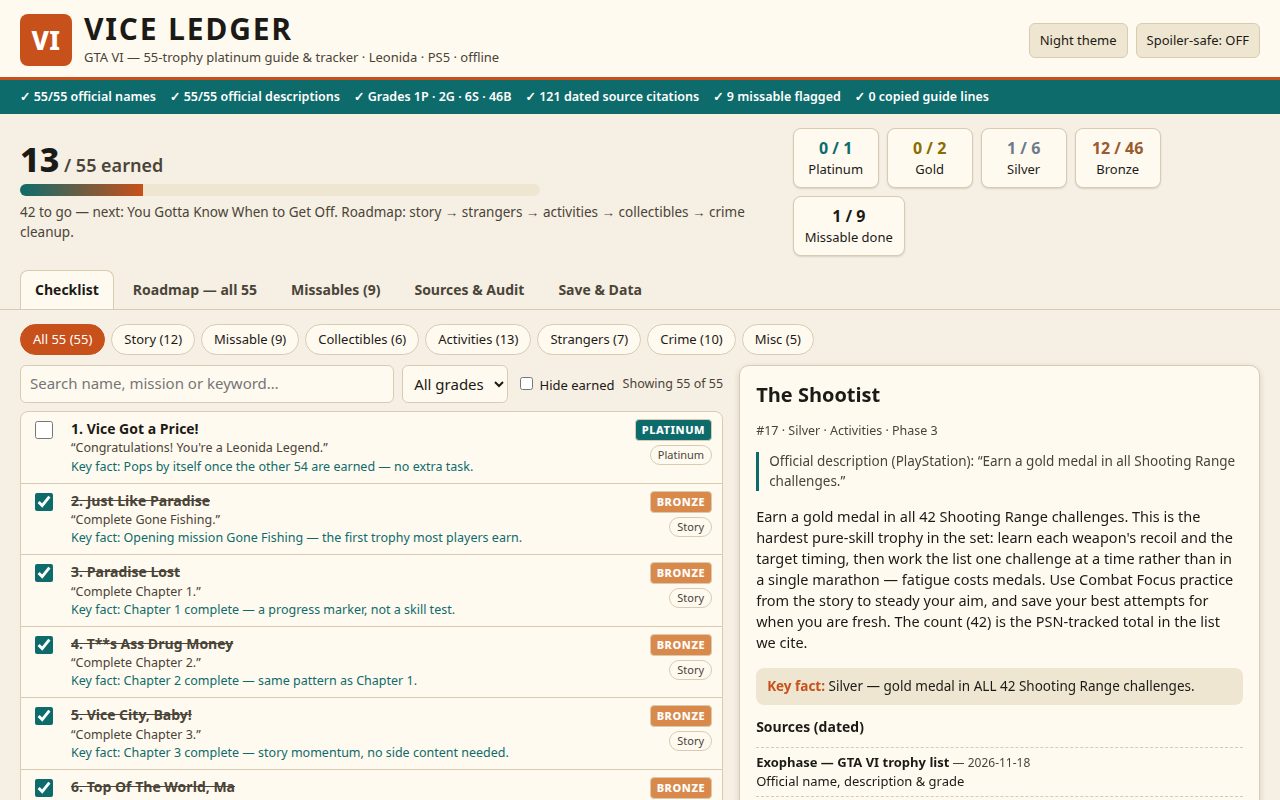 VI
VICE LEDGER
GTA VI — 55-trophy platinum guide & tracker · Leonida · PS5 · offline
Night theme
Spoiler-safe: OFF
✓ 55/55 official names ✓ 55/55 official descriptions ✓ Grades 1P · 2G · 6S · 46B ✓ 121 dated source citations ✓ 9 missable flagged ✓ 0 copied guide lines
13 / 55 earned
42 to go — next: You Gotta Know When to Get Off. Roadmap: story → strangers → activities → collectibles → crime
cleanup.
0 / 1
Platinum
0 / 2
Gold
1 / 6
Silver
12 / 46
Bronze
1 / 9
Missable done
Checklist
Roadmap — all 55
Missables (9)
Sources & Audit
Save & Data
All 55 (55)
Story (12)
Missable (9)
Collectibles (6)
Activities (13)
Strangers (7)
Crime (10)
Misc (5)
Search name, mission or keyword...
All grades
Hide earned
Showing 55 of 55
1. Vice Got a Price!
“Congratulations! You're a Leonida Legend.”
Key fact: Pops by itself once the other 54 are earned — no extra task.
PLATINUM
Platinum
2. Just Like Paradise
“Complete Gone Fishing.”
Key fact: Opening mission Gone Fishing — the first trophy most players earn.
BRONZE
Story
3. Paradise Lost
“Complete Chapter 1.”
Key fact: Chapter 1 complete — a progress marker, not a skill test.
BRONZE
Story
4. T**s Ass Drug Money
“Complete Chapter 2.”
Key fact: Chapter 2 complete — same pattern as Chapter 1.
BRONZE
Story
5. Vice City, Baby!
“Complete Chapter 3.”
Key fact: Chapter 3 complete — story momentum, no side content needed.
BRONZE
Story
6. Top Of The World, Ma
BRONZE
The Shootist
#17 · Silver · Activities · Phase 3
Official description (PlayStation): “Earn a gold medal in all Shooting Range
challenges.”
Earn a gold medal in all 42 Shooting Range challenges. This is the
hardest pure-skill trophy in the set: learn each weapon's recoil and the
target timing, then work the list one challenge at a time rather than in
a single marathon — fatigue costs medals. Use Combat Focus practice
from the story to steady your aim, and save your best attempts for
when you are fresh. The count (42) is the PSN-tracked total in the list
we cite.
Key fact: Silver — gold medal in ALL 42 Shooting Range challenges.
Sources (dated)
Exophase — GTA VI trophy list — 2026-11-18
Official name, description & grade